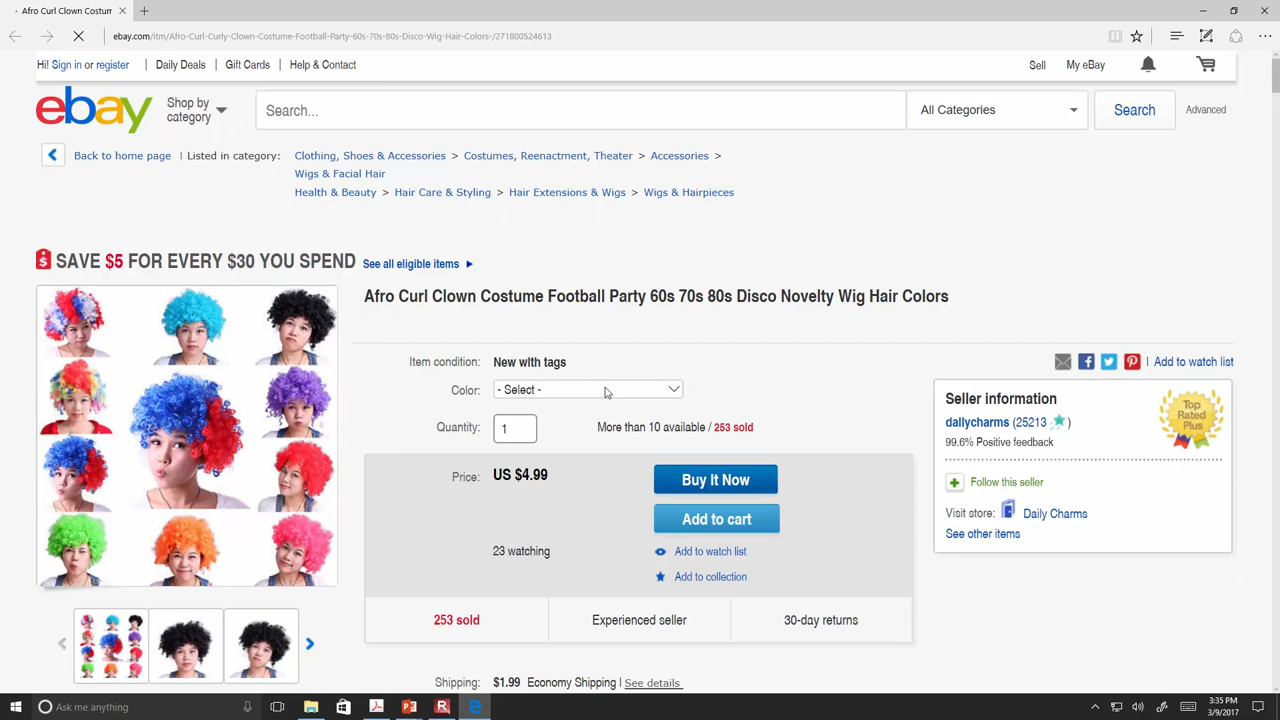 Afro Curl Clown Costum
ebay.com/itm/Afro-Curl-Curly-Clown-Costume-Football-Party-60s-70s-80s-Disco-Wig-Hair-Colors-/271800524613
Hi! Sign in or register | Daily Deals | Gift Cards | Help & Contact
Sell My eBay
ebay Shop by category
Search...
All Categories
Search
Advanced
Back to home page | Listed in category: Clothing, Shoes & Accessories > Costumes, Reenactment, Theater > Accessories >
Wigs & Facial Hair
Health & Beauty > Hair Care & Styling > Hair Extensions & Wigs > Wigs & Hairpieces
SAVE $5 FOR EVERY $30 YOU SPEND See all eligible items
Afro Curl Clown Costume Football Party 60s 70s 80s Disco Novelty Wig Hair Colors
Item condition: New with tags
| Add to watch list
Color: - Select -
Quantity: 1 More than 10 available / 253 sold
Price: US $4.99
Buy It Now
Add to cart
23 watching
Add to watch list
Add to collection
253 sold Experienced seller 30-day returns
Shipping: $1.99 Economy Shipping | See details
Seller information
dallycharms (25213 )
99.6% Positive feedback
Top
Rated
Plus
Follow this seller
Visit store: Daily Charms
See other items
Ask me anything
3:35 PM
3/9/2017